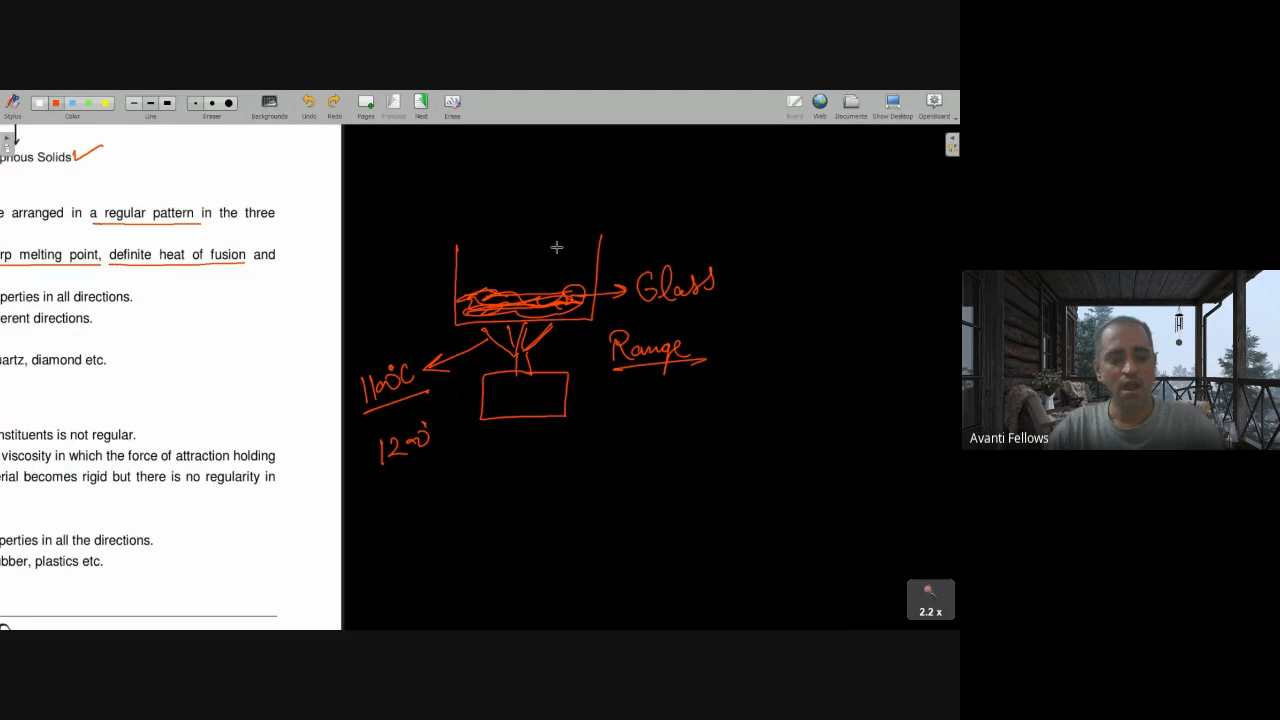 Stylus
Color
Line
Eraser
Backgrounds
Undo
Redo
Pages
Previous
Next
Erase
Board
Web
Documents
Show Desktop
OpenBoard
phous Solids
e arranged in a regular pattern in the three
rp melting point, definite heat of fusion and
perties in all directions.
erent directions.
artz, diamond etc.
nstituents is not regular.
viscosity in which the force of attraction holding
erial becomes rigid but there is no regularity in
perties in all the directions.
ubber, plastics etc.
Glass
Range
1100°C
1200°
2.2 x
Avanti Fellows